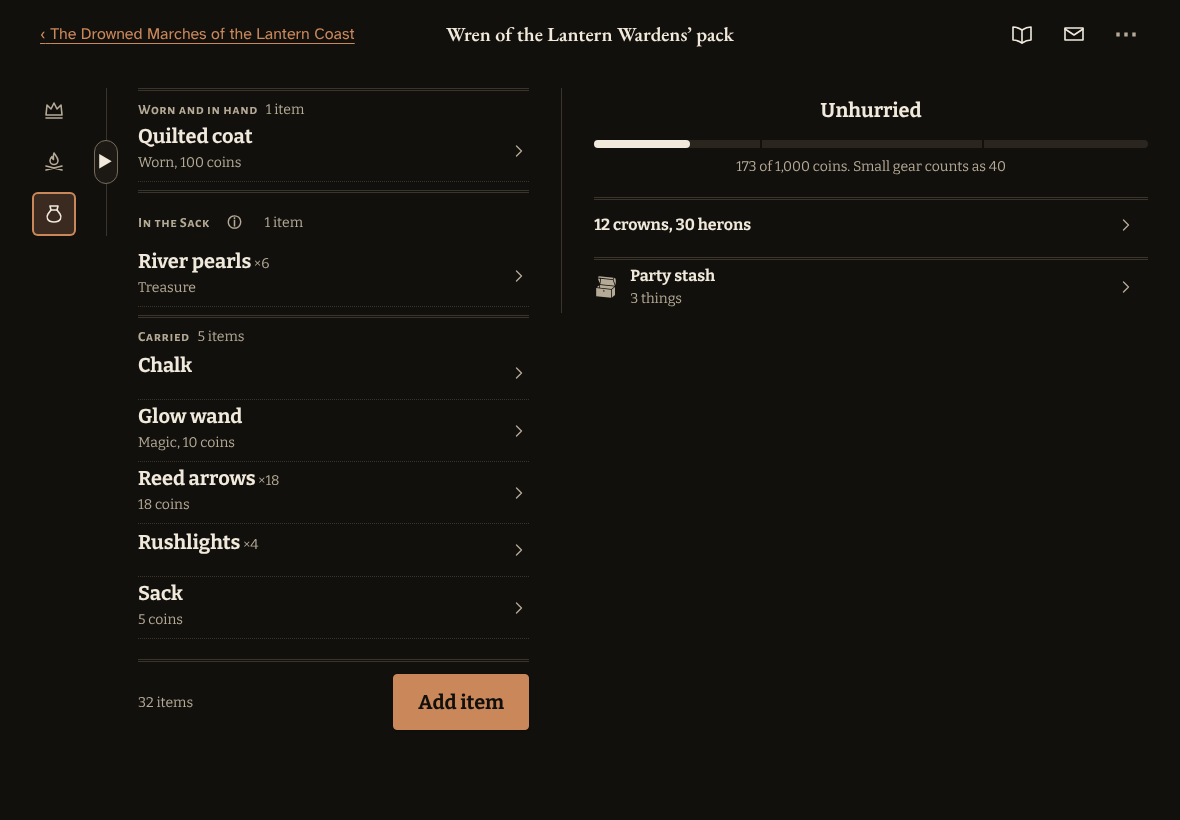 ‹ The Drowned Marches of the Lantern Coast
Wren of the Lantern Wardens’ pack
Worn and in hand 1 item
Quilted coat
Worn, 100 coins
In the Sack 1 item
River pearls ×6
Treasure
Carried 5 items
Chalk
Glow wand
Magic, 10 coins
Reed arrows ×18
18 coins
Rushlights ×4
Sack
5 coins
32 items
Add item
Unhurried
173 of 1,000 coins. Small gear counts as 40
12 crowns, 30 herons
Party stash
3 things